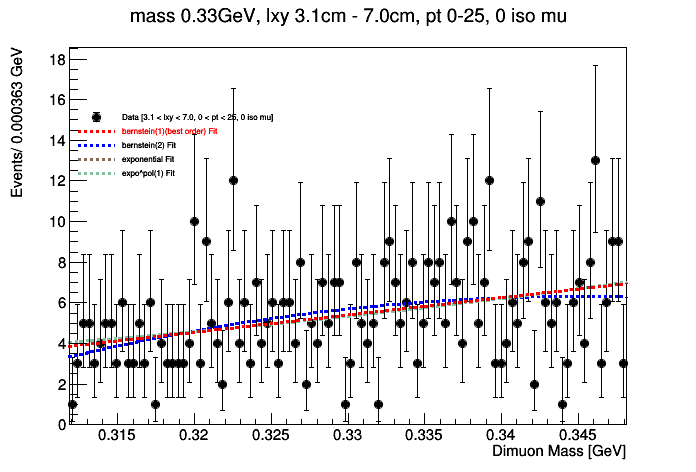 mass 0.33GeV, lxy 3.1cm - 7.0cm, pt 0-25, 0 iso mu
Events/ 0.000363 GeV
18
16
14
12
10
8
6
4
2
0
Data [3.1 < lxy < 7.0, 0 < pt < 25, 0 iso mu]
bernstein(1)(best order) Fit
bernstein(2) Fit
exponential Fit
expo*pol(1) Fit
0.315 0.32 0.325 0.33 0.335 0.34 0.345
Dimuon Mass [GeV]